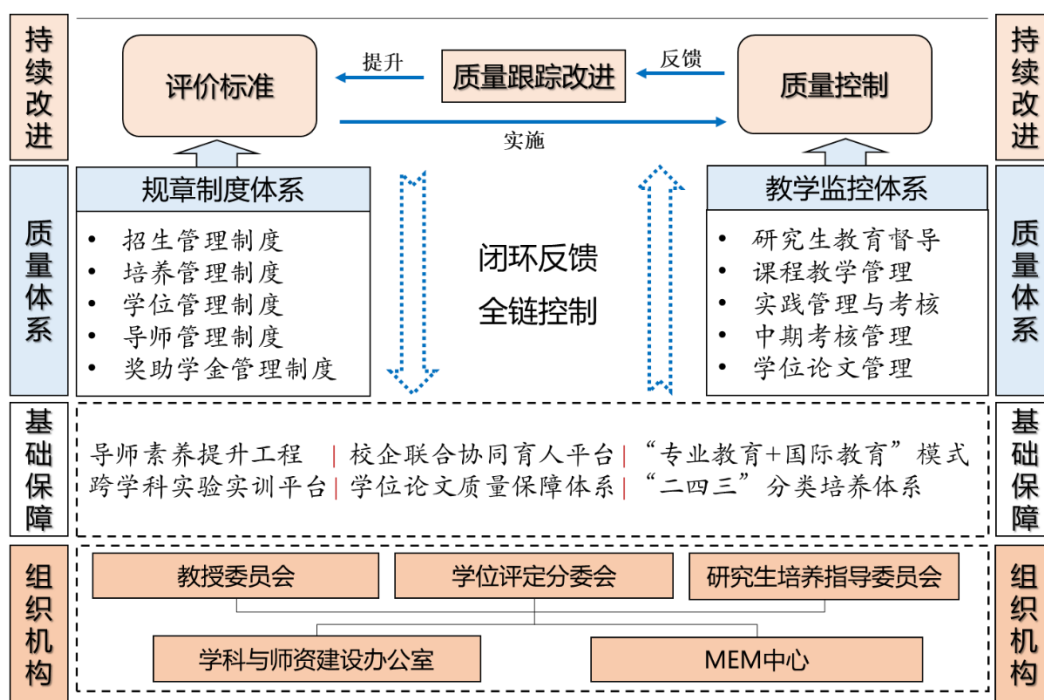 持续改进
评价标准
提升
质量跟踪改进
反馈
质量控制
实施
持续改进
质量体系
规章制度体系
• 招生管理制度
• 培养管理制度
• 学位管理制度
• 导师管理制度
• 奖助学金管理制度
闭环反馈
全链控制
教学监控体系
• 研究生教育督导
• 课程教学管理
• 实践管理与考核
• 中期考核管理
• 学位论文管理
质量体系
基础保障
导师素养提升工程 | 校企联合协同育人平台 | “专业教育+国际教育”模式
跨学科实验实训平台 | 学位论文质量保障体系 | “二四三”分类培养体系
基础保障
组织机构
教授委员会
学位评定分委会
研究生培养指导委员会
学科与师资建设办公室
MEM中心
组织机构